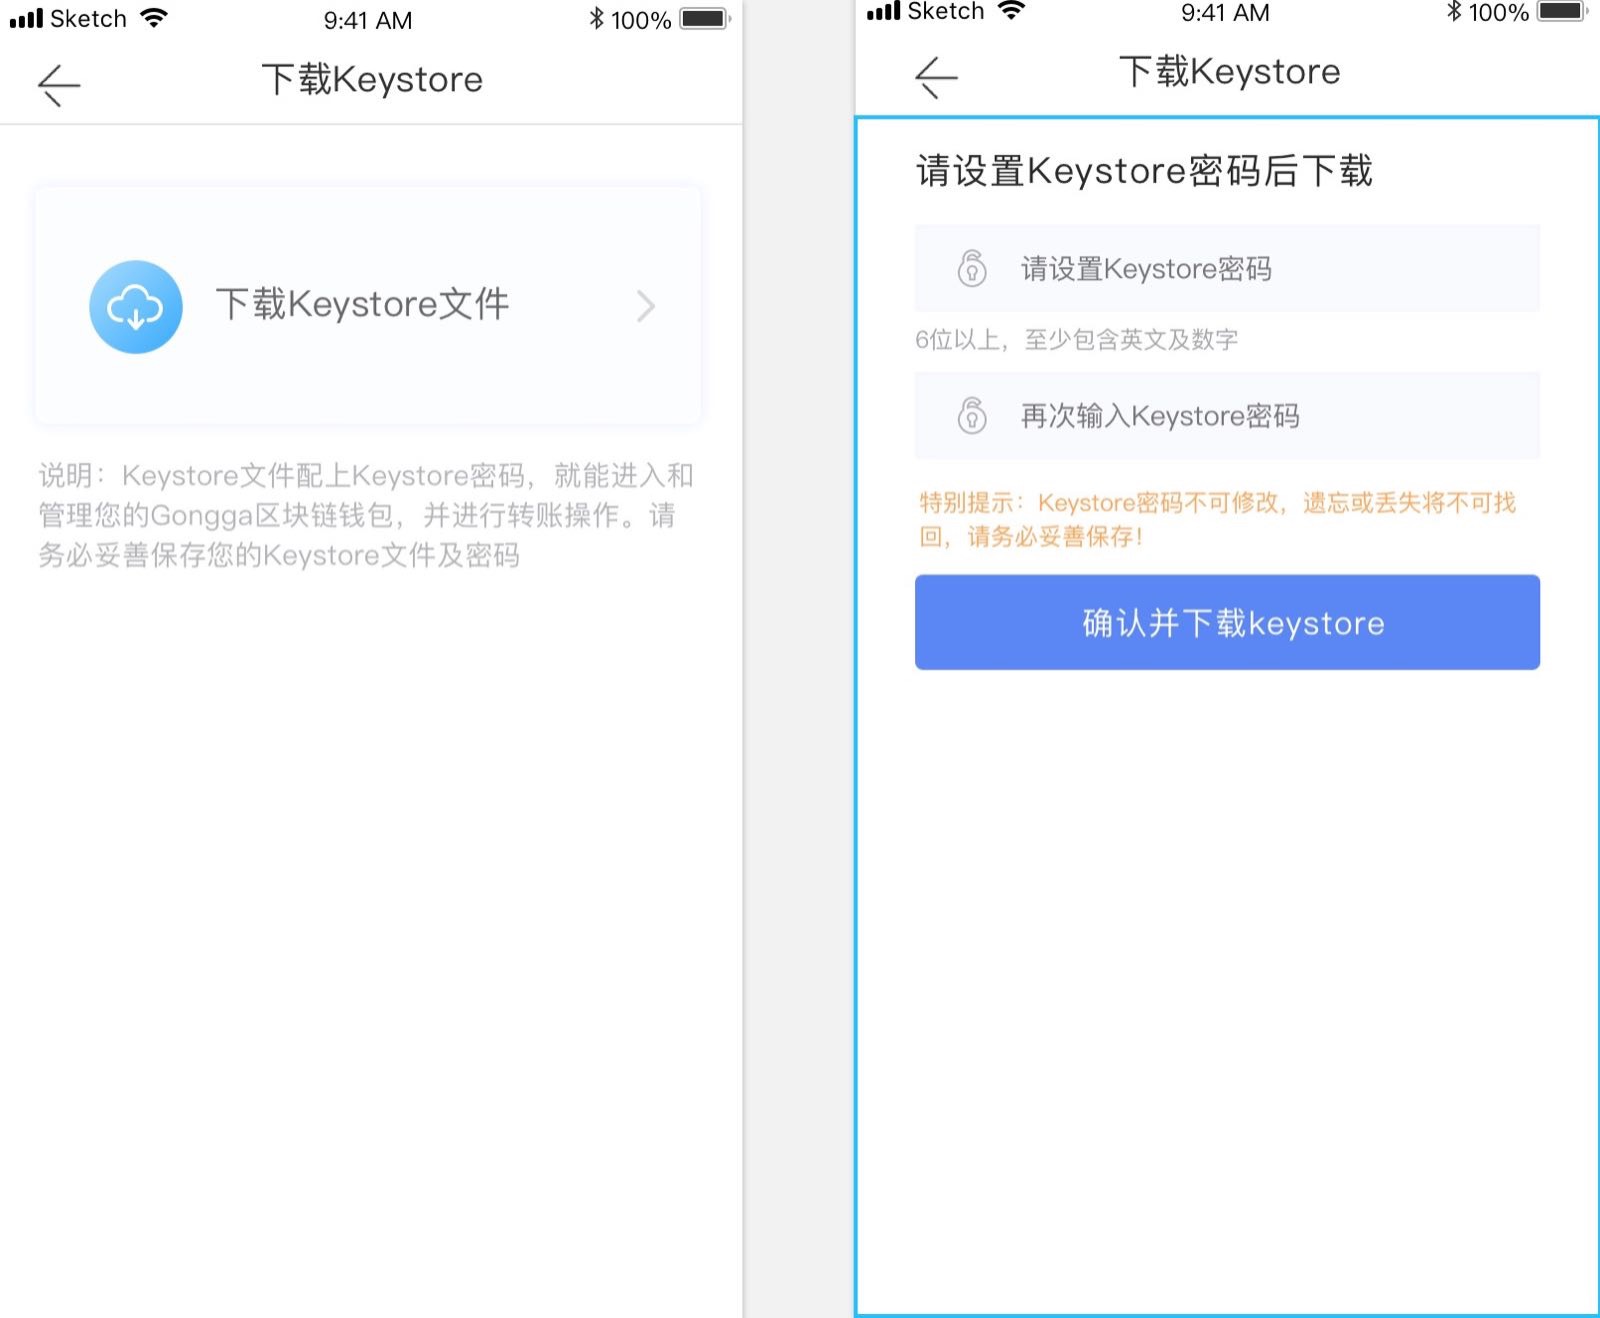 Sketch 9:41 AM 100%
下载Keystore
下载Keystore文件
说明：Keystore文件配上Keystore密码，就能进入和
管理您的Gongga区块链钱包，并进行转账操作。请
务必妥善保存您的Keystore文件及密码
Sketch 9:41 AM 100%
下载Keystore
请设置Keystore密码后下载
请设置Keystore密码
6位以上，至少包含英文及数字
再次输入Keystore密码
特别提示：Keystore密码不可修改，遗忘或丢失将不可找
回，请务必妥善保存！
确认并下载keystore